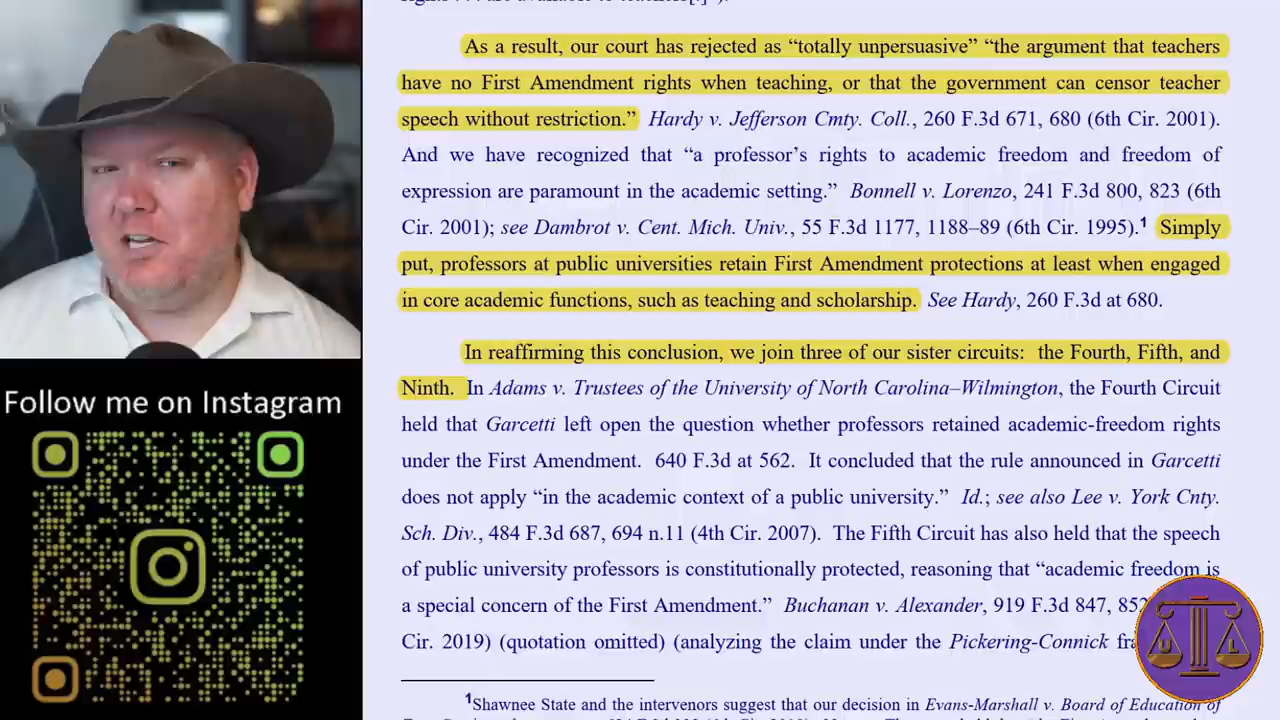 As a result, our court has rejected as “totally unpersuasive” “the argument that teachers
have no First Amendment rights when teaching, or that the government can censor teacher
speech without restriction.” Hardy v. Jefferson Cmty. Coll., 260 F.3d 671, 680 (6th Cir. 2001).
And we have recognized that “a professor’s rights to academic freedom and freedom of
expression are paramount in the academic setting.” Bonnell v. Lorenzo, 241 F.3d 800, 823 (6th
Cir. 2001); see Dambrot v. Cent. Mich. Univ., 55 F.3d 1177, 1188–89 (6th Cir. 1995).1 Simply
put, professors at public universities retain First Amendment protections at least when engaged
in core academic functions, such as teaching and scholarship. See Hardy, 260 F.3d at 680.
In reaffirming this conclusion, we join three of our sister circuits: the Fourth, Fifth, and
Ninth. In Adams v. Trustees of the University of North Carolina–Wilmington, the Fourth Circuit
held that Garcetti left open the question whether professors retained academic-freedom rights
under the First Amendment. 640 F.3d at 562. It concluded that the rule announced in Garcetti
does not apply “in the academic context of a public university.” Id.; see also Lee v. York Cnty.
Sch. Div., 484 F.3d 687, 694 n.11 (4th Cir. 2007). The Fifth Circuit has also held that the speech
of public university professors is constitutionally protected, reasoning that “academic freedom is
a special concern of the First Amendment.” Buchanan v. Alexander, 919 F.3d 847,
Cir. 2019) (quotation omitted) (analyzing the claim under the Pickering-Connick
1Shawnee State and the intervenors suggest that our decision in Evans-Marshall v. Board of Education of
Follow me on Instagram
U L